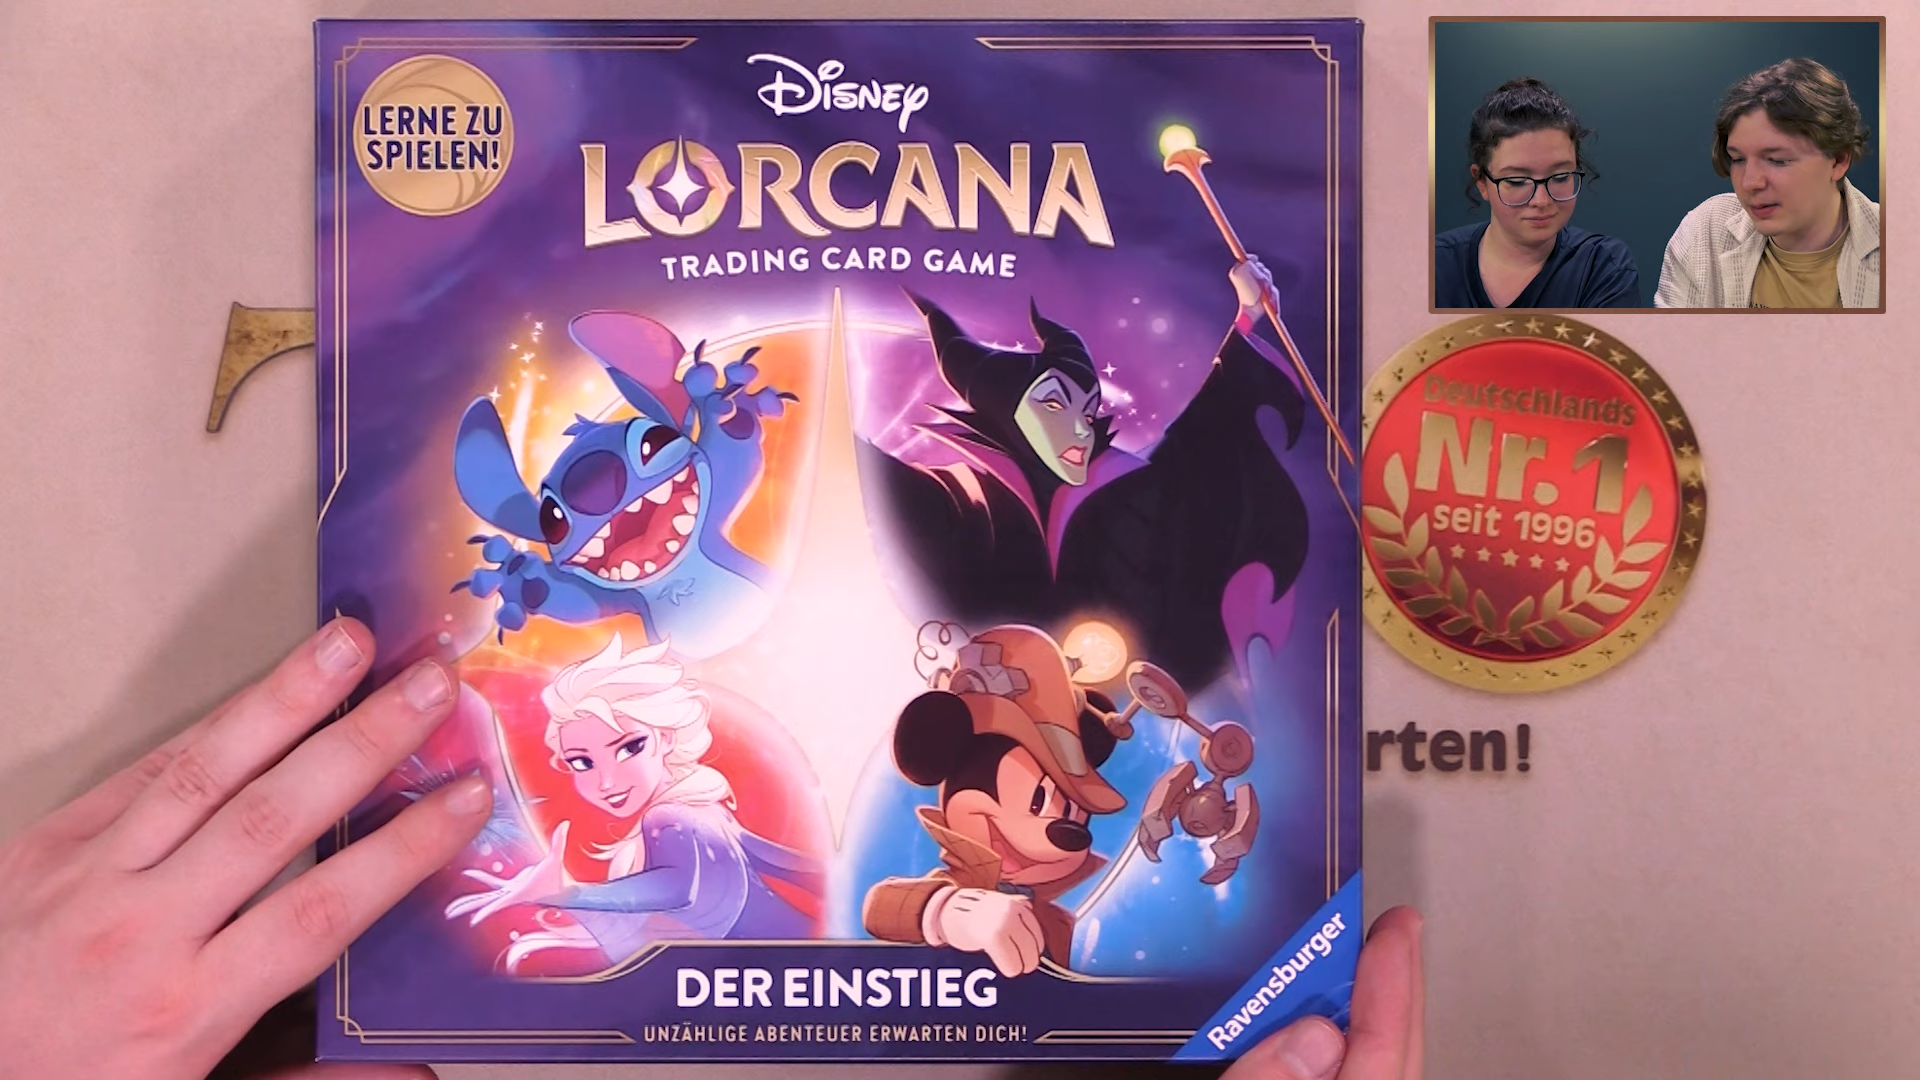 LERNE ZU
SPIELEN!
Disney
LORCANA
TRADING CARD GAME
Deutschlands
Nr. 1
seit 1996
rten!
DER EINSTIEG
UNZÄHLIGE ABENTEUER ERWARTEN DICH!
Ravensburger